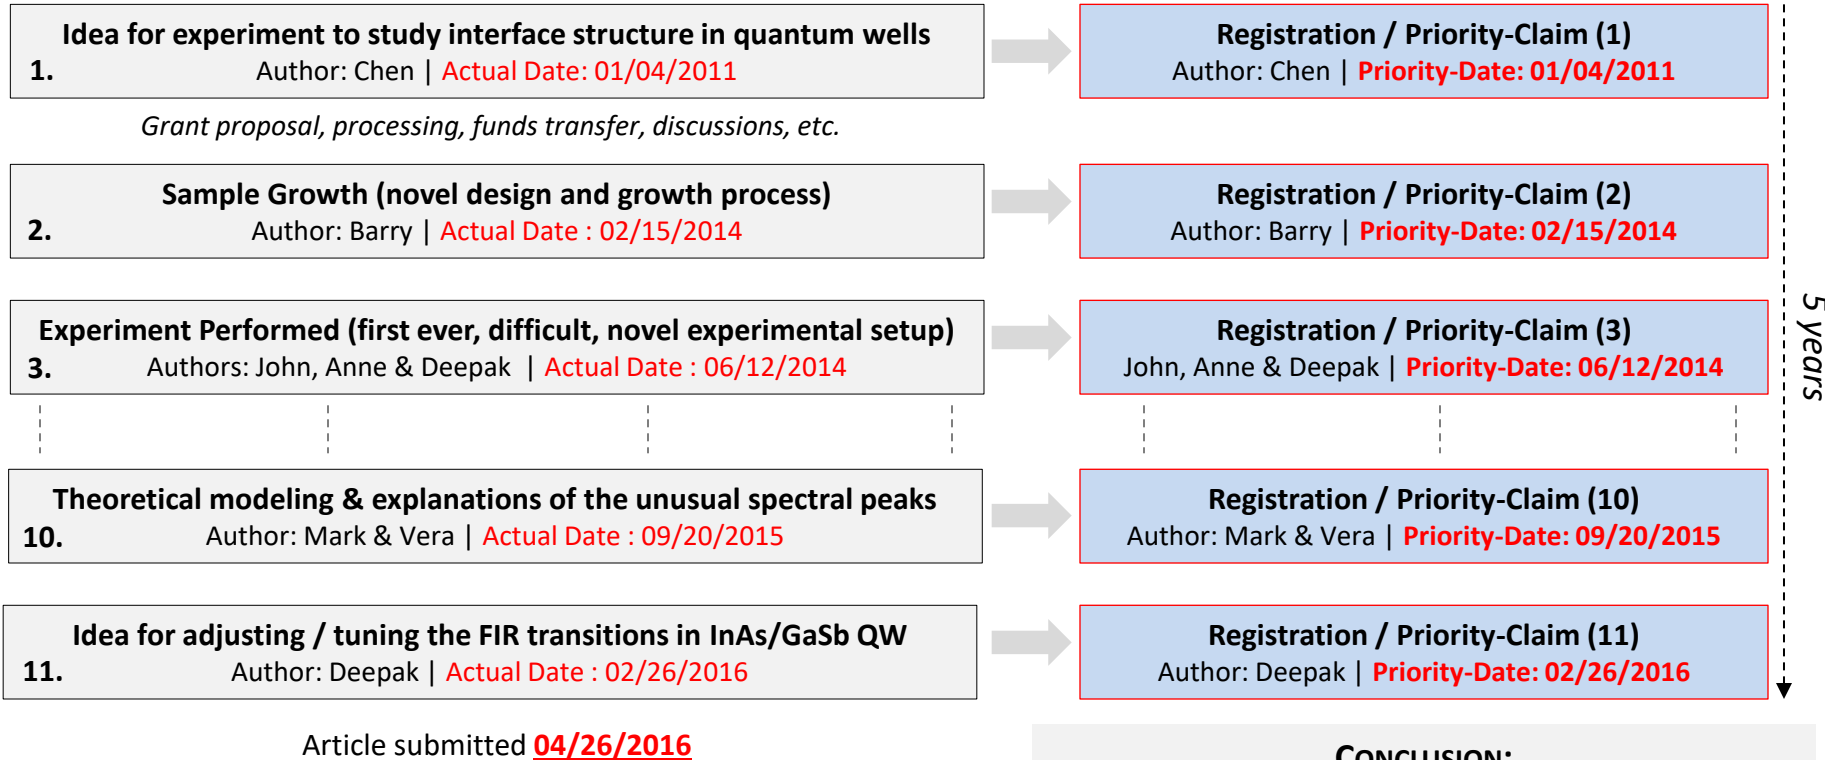 Idea for experiment to study interface structure in quantum wells
1. Author: Chen | Actual Date: 01/04/2011
Registration / Priority-Claim (1)
Author: Chen | Priority-Date: 01/04/2011
Grant proposal, processing, funds transfer, discussions, etc.
Sample Growth (novel design and growth process)
2. Author: Barry | Actual Date : 02/15/2014
Registration / Priority-Claim (2)
Author: Barry | Priority-Date: 02/15/2014
Experiment Performed (first ever, difficult, novel experimental setup)
3. Authors: John, Anne & Deepak | Actual Date : 06/12/2014
Registration / Priority-Claim (3)
John, Anne & Deepak | Priority-Date: 06/12/2014
5 years
Theoretical modeling & explanations of the unusual spectral peaks
10. Author: Mark & Vera | Actual Date : 09/20/2015
Registration / Priority-Claim (10)
Author: Mark & Vera | Priority-Date: 09/20/2015
Idea for adjusting / tuning the FIR transitions in InAs/GaSb QW
11. Author: Deepak | Actual Date : 02/26/2016
Registration / Priority-Claim (11)
Author: Deepak | Priority-Date: 02/26/2016
Article submitted 04/26/2016
CONCLUSION: